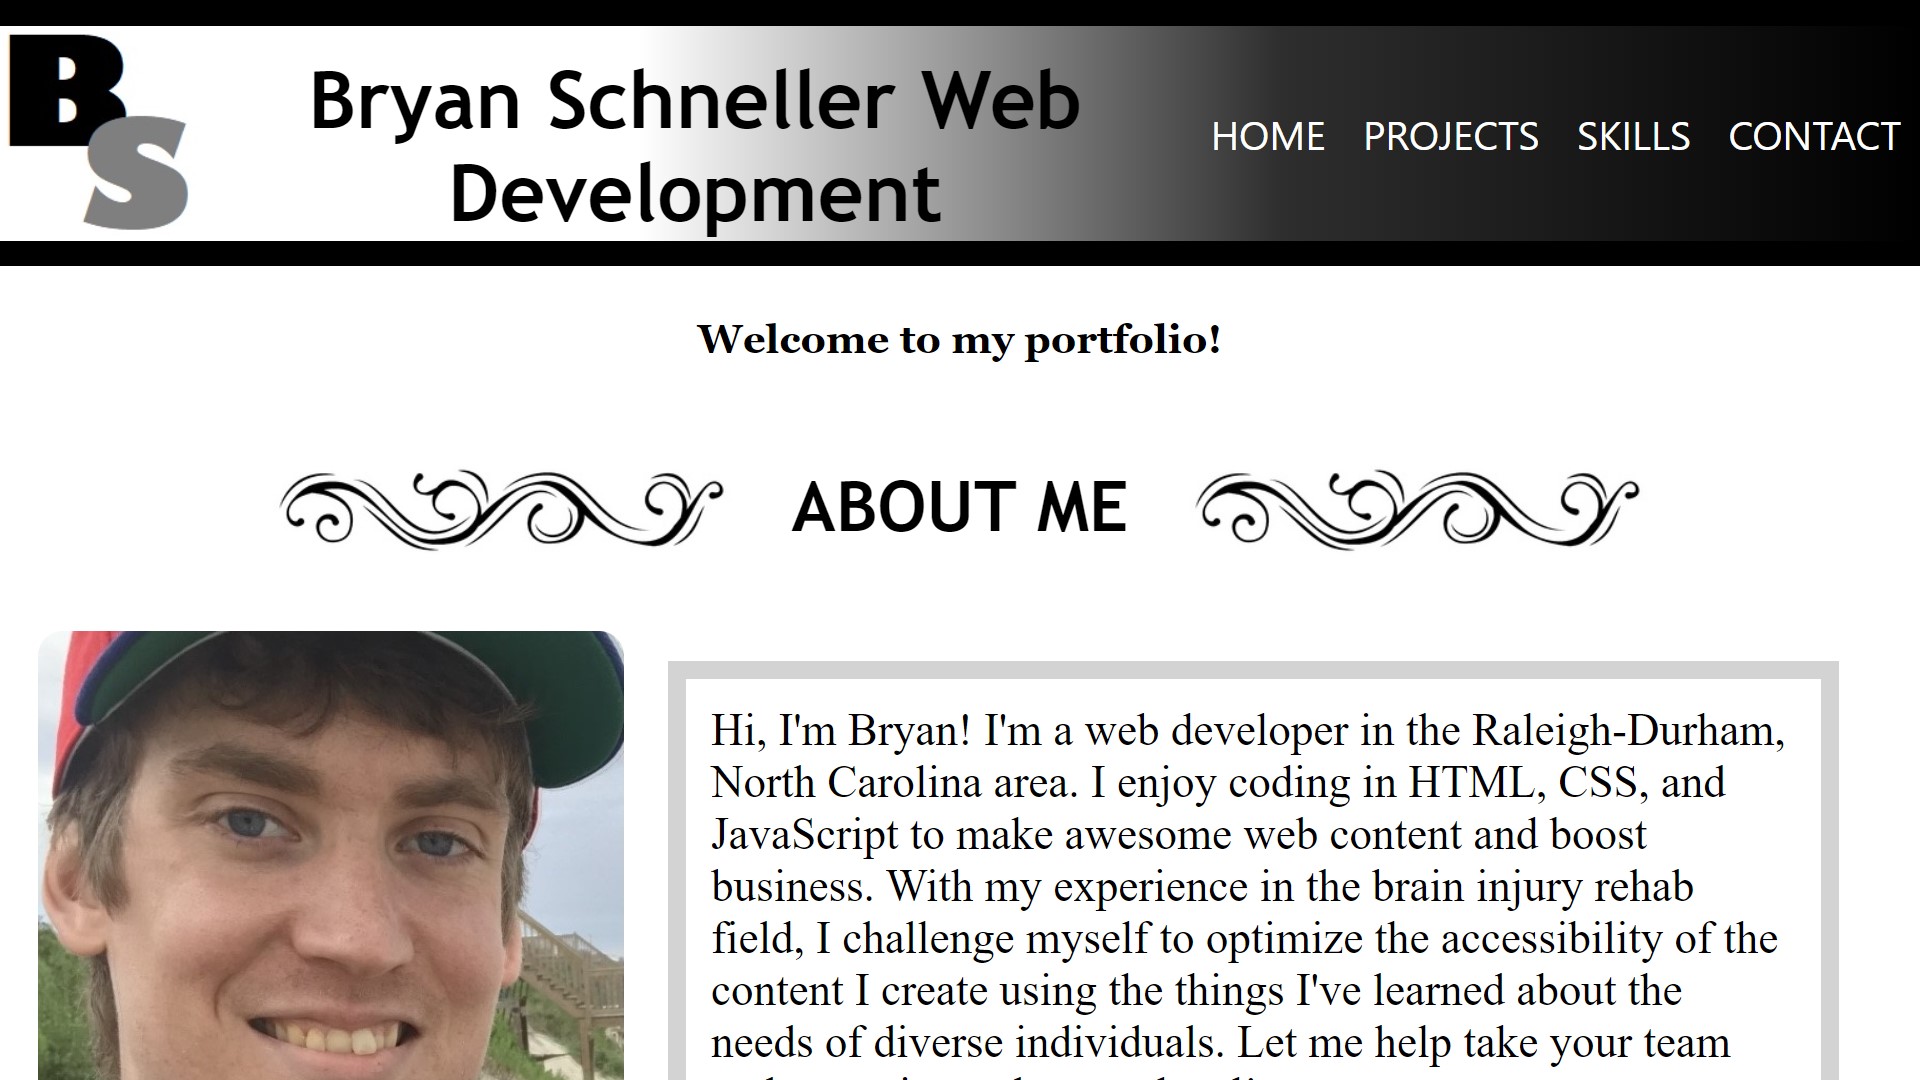 BS
Bryan Schneller Web
Development
HOME PROJECTS SKILLS CONTACT
Welcome to my portfolio!
ABOUT ME
Hi, I'm Bryan! I'm a web developer in the Raleigh-Durham,
North Carolina area. I enjoy coding in HTML, CSS, and
JavaScript to make awesome web content and boost
business. With my experience in the brain injury rehab
field, I challenge myself to optimize the accessibility of the
content I create using the things I've learned about the
needs of diverse individuals. Let me help take your team